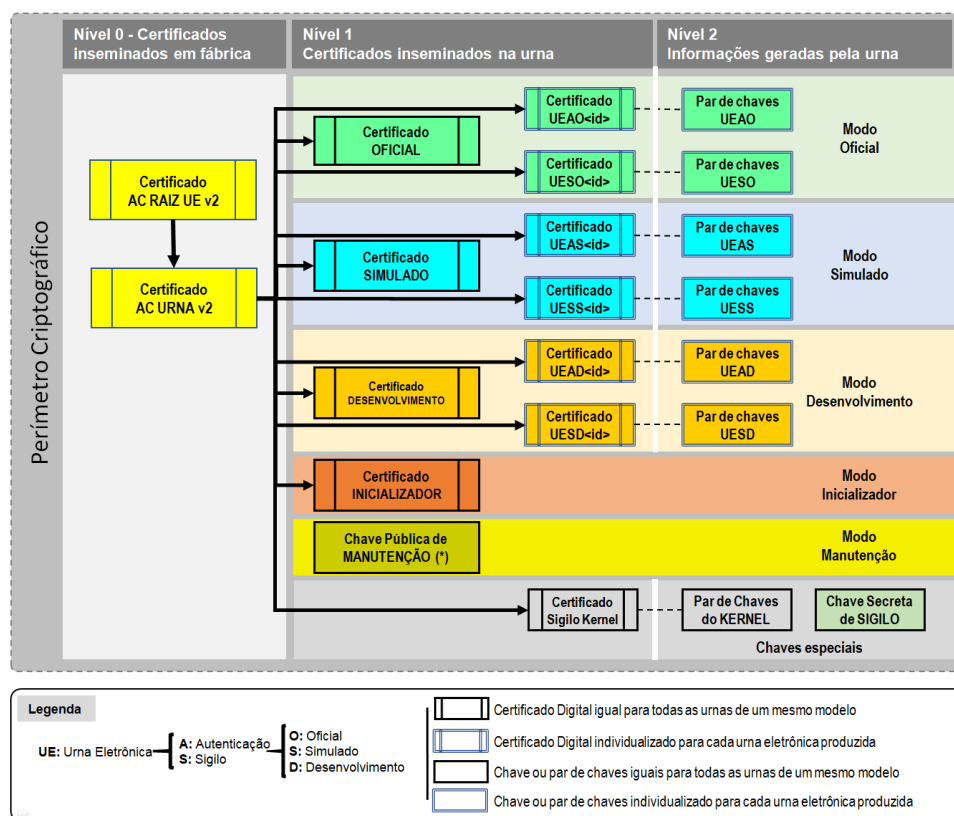 Perímetro Criptográfico
Nível 0 - Certificados
inseminados em fábrica
Nível 1
Certificados inseminados na urna
Nível 2
Informações geradas pela urna
Certificado
AC RAIZ UE v2
Certificado
AC URNA v2
Certificado
OFICIAL
Certificado
UEAO<id>
Par de chaves
UEAO
Certificado
UESO<id>
Par de chaves
UESO
Modo
Oficial
Certificado
SIMULADO
Certificado
UEAS<id>
Par de chaves
UEAS
Certificado
UESS<id>
Par de chaves
UESS
Modo
Simulado
Certificado
DESENVOLVIMENTO
Certificado
UEAD<id>
Par de chaves
UEAD
Certificado
UESD<id>
Par de chaves
UESD
Modo
Desenvolvimento
Certificado
INICIALIZADOR
Modo
Inicializador
Chave Pública de
MANUTENÇÃO (*)
Modo
Manutenção
Certificado
Sigilo Kernel
Par de Chaves
do KERNEL
Chave Secreta
de SIGILO
Chaves especiais
Legenda
UE: Urna Eletrônica
A: Autenticação
S: Sigilo
O: Oficial
S: Simulado
D: Desenvolvimento
Certificado Digital igual para todas as urnas de um mesmo modelo
Certificado Digital individualizado para cada urna eletrônica produzida
Chave ou par de chaves iguais para todas as urnas de um mesmo modelo
Chave ou par de chaves individualizado para cada urna eletrônica produzida